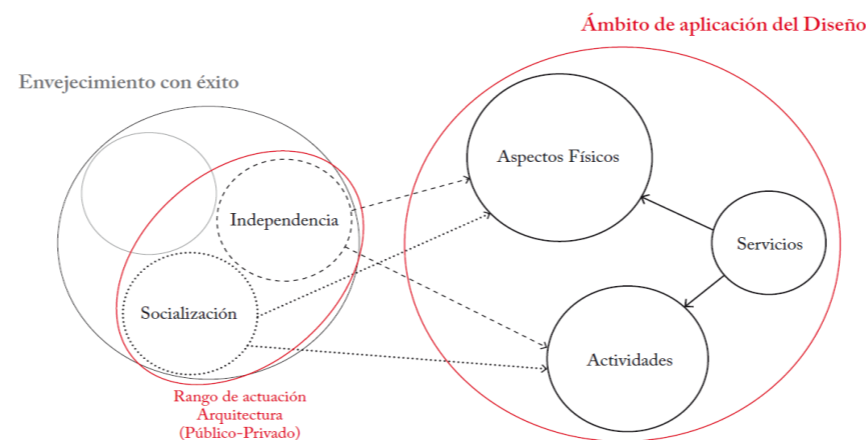 Ámbito de aplicación del Diseño
Envejecimiento con éxito
Aspectos Físicos
Independencia
Servicios
Socialización
Actividades
Rango de actuación
Arquitectura
(Público-Privado)